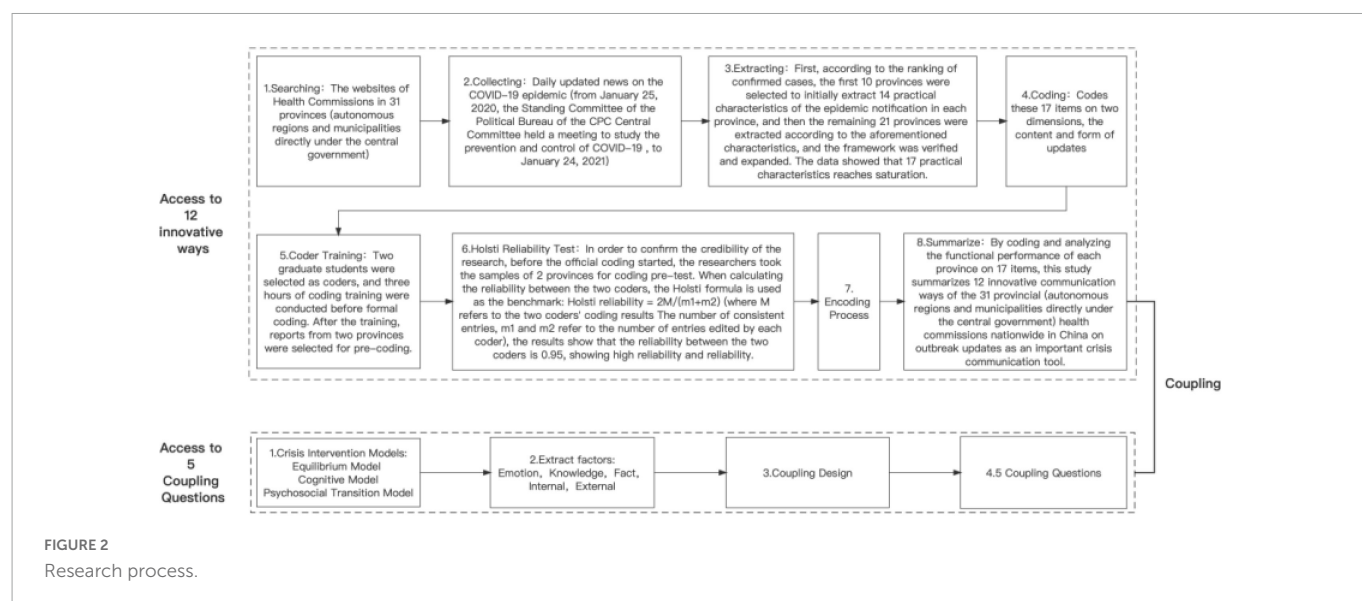 1.Searching: The websites of
Health Commissions in 31
provinces (autonomous
regions and municipalities
directly under the central
government)
2.Collecting: Daily updated news on the
COVID-19 epidemic (from January 25,
2020, the Standing Committee of the
Political Bureau of the CPC Central
Committee held a meeting to study the
prevention and control of COVID-19 , to
January 24, 2021)
3.Extracting: First, according to the ranking of
confirmed cases, the first 10 provinces were
selected to initially extract 14 practical
characteristics of the epidemic notification in each
province, and then the remaining 21 provinces were
extracted according to the aforementioned
characteristics, and the framework was verified
and expanded. The data showed that 17 practical
characteristics reaches saturation.
4.Coding: Codes
these 17 items on two
dimensions, the
content and form of
updates
Access to
12
innovative
ways
5.Coder Training: Two
graduate students were
selected as coders, and three
hours of coding training were
conducted before formal
coding. After the training,
reports from two provinces
were selected for pre-coding.
6.Holsti Reliability Test: In order to confirm the credibility of the
research, before the official coding started, the researchers took
the samples of 2 provinces for coding pre-test. When calculating
the reliability between the two coders, the Holsti formula is used
as the benchmark: Holsti reliability = 2M/(m1+m2) (where M
refers to the two coders' coding results The number of consistent
entries, m1 and m2 refer to the number of entries edited by each
coder), the results show that the reliability between the two
coders is 0.95, showing high reliability and reliability.
7.
Encoding
Process
8.Summarize: By coding and analyzing
the functional performance of each
province on 17 items, this study
summarizes 12 innovative communication
ways of the 31 provincial (autonomous
regions and municipalities directly under
the central government) health
commissions nationwide in China on
outbreak updates as an important crisis
communication tool.
Coupling
Access to
5
Coupling
Questions
1.Crisis Intervention Models:
Equilibrium Model
Cognitive Model
Psychosocial Transition Model
2.Extract factors:
Emotion, Knowledge, Fact,
Internal, External
3.Coupling Design
4.5 Coupling Questions
FIGURE 2
Research process.